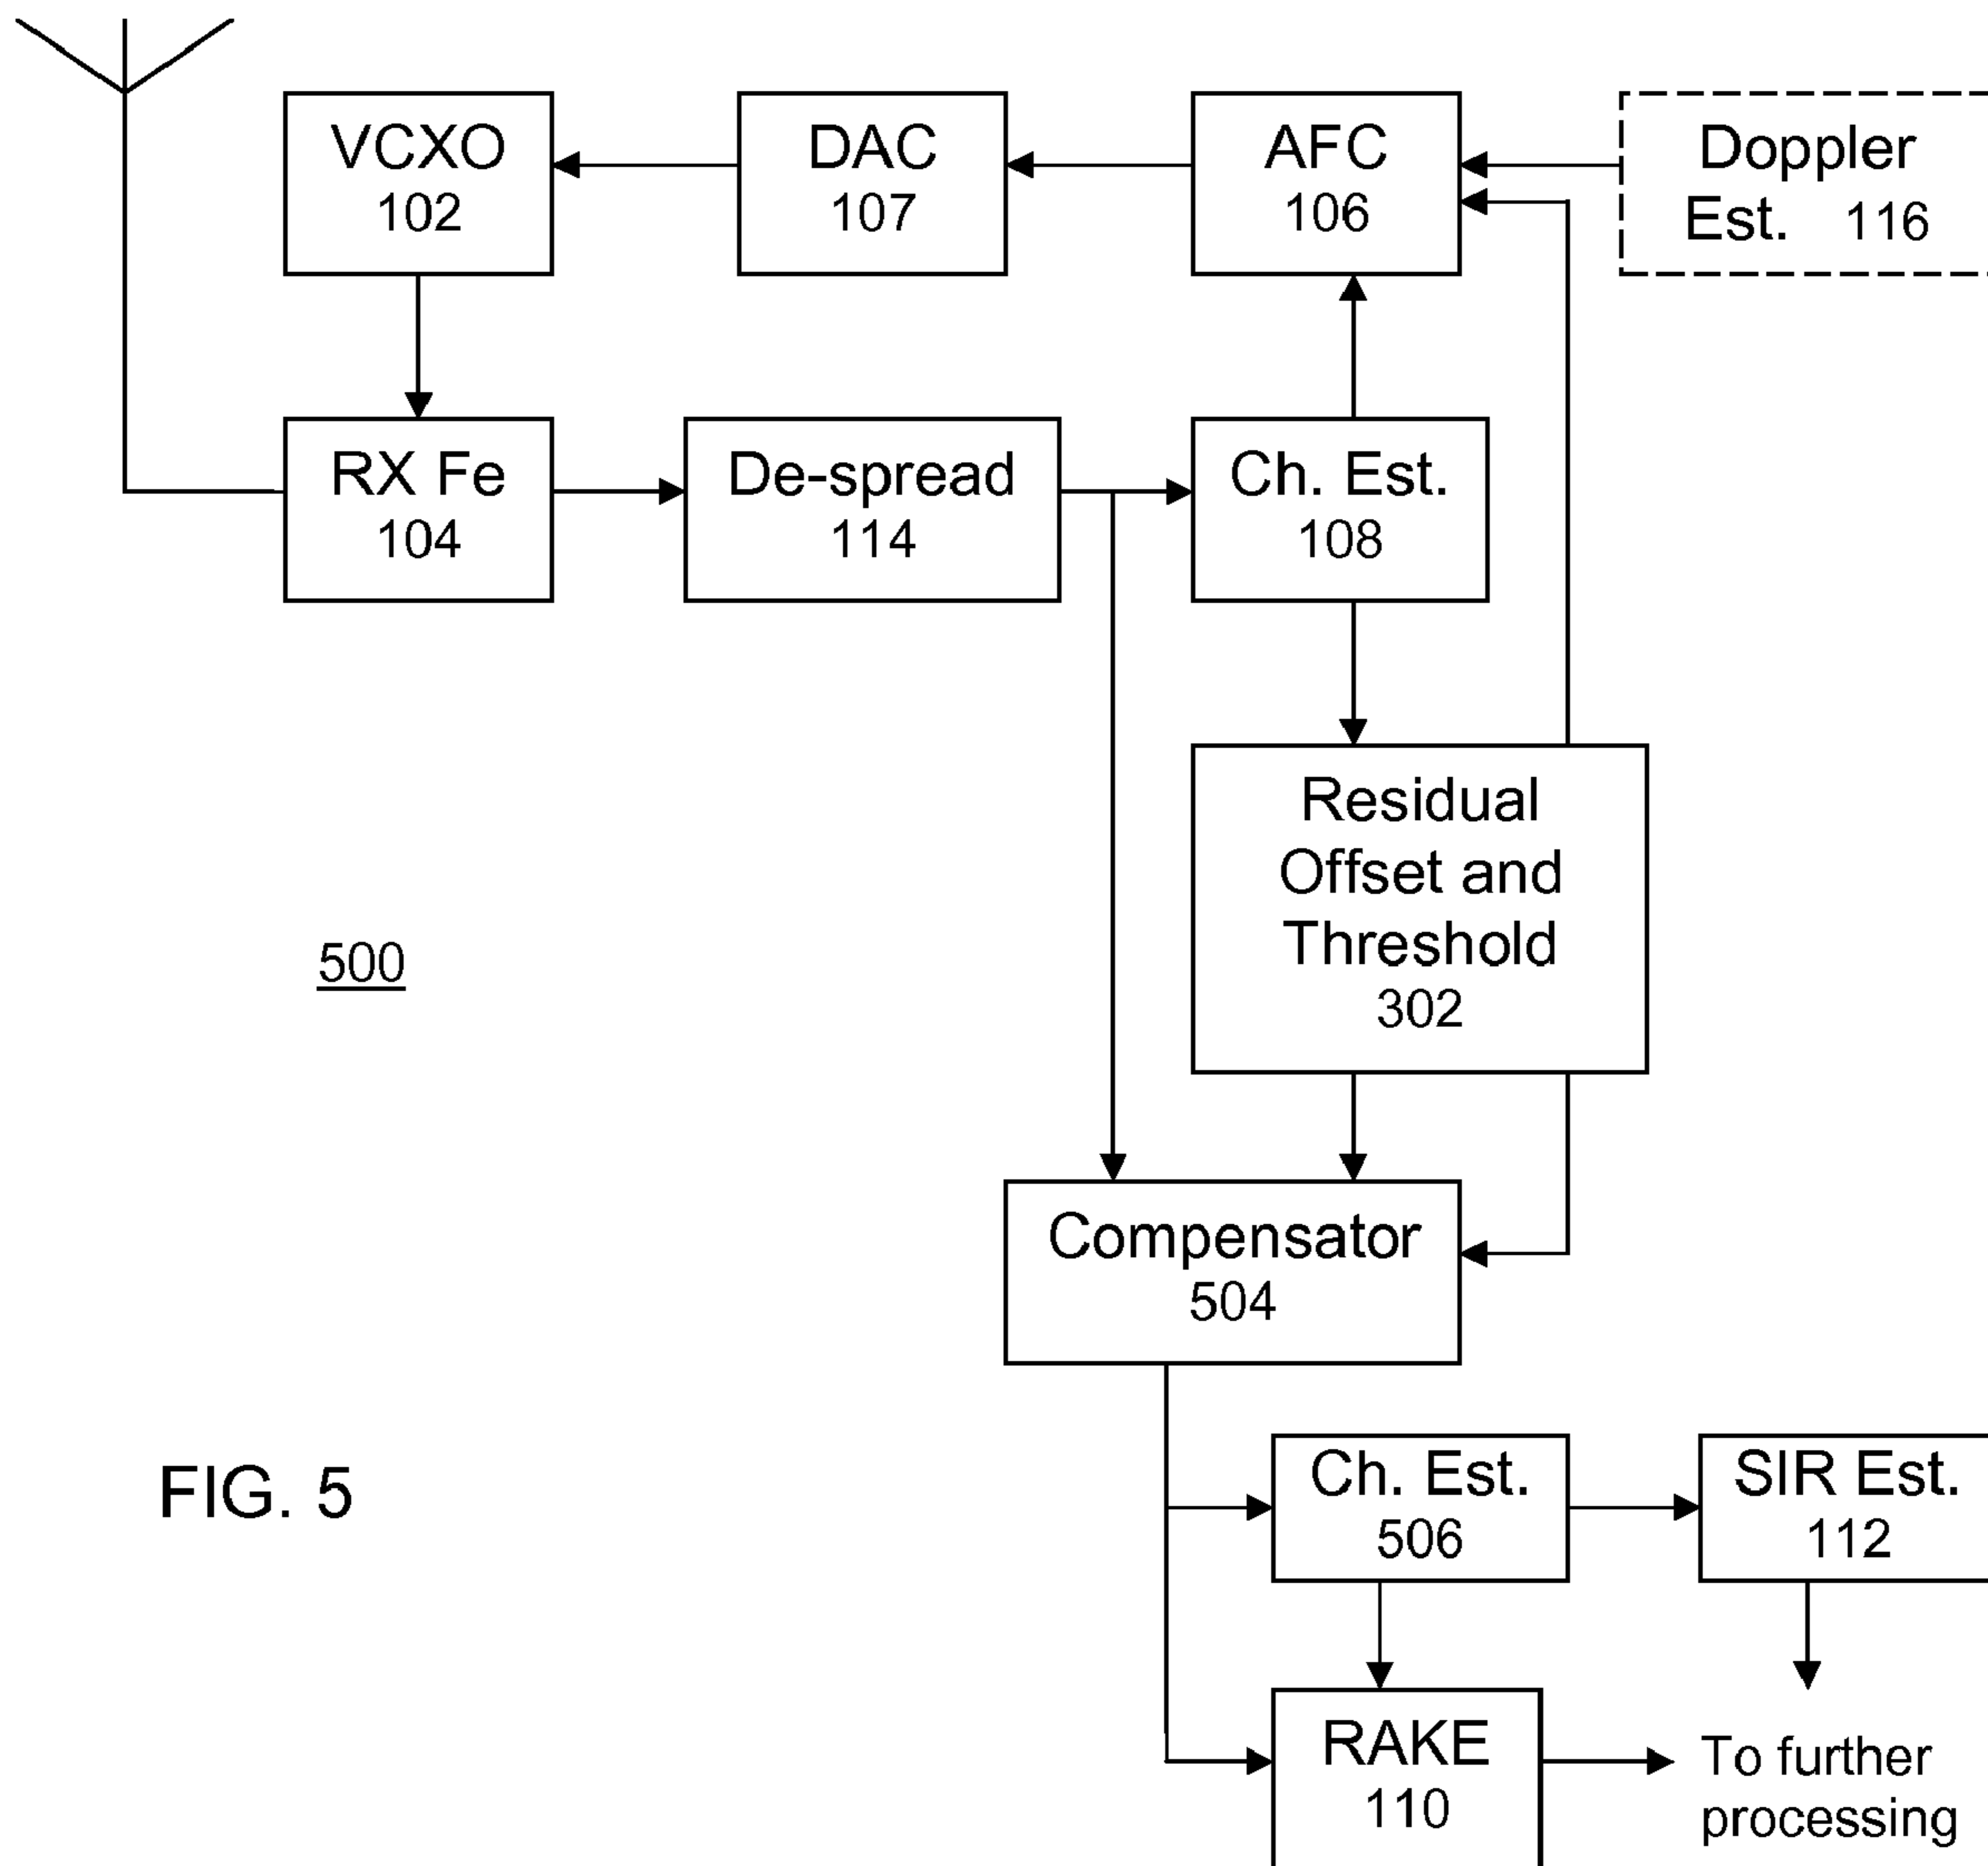 VCXO
102
DAC
107
AFC
106
Doppler
Est. 116
RX Fe
104
De-spread
114
Ch. Est.
108
Residual
Offset and
Threshold
302
500
Compensator
504
FIG. 5
Ch. Est.
506
SIR Est.
112
RAKE
110
To further
processing